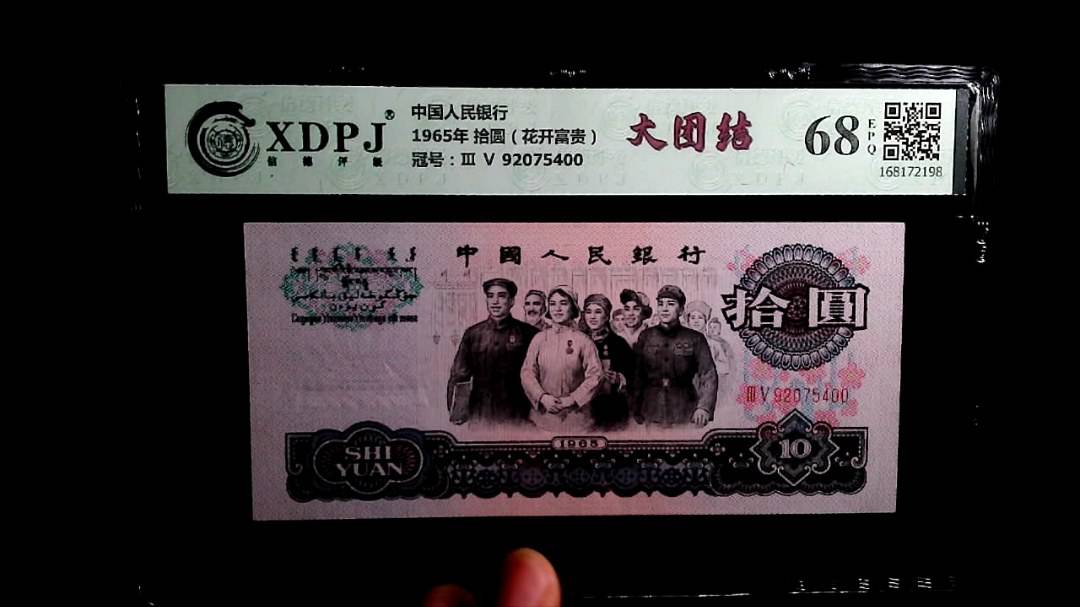 XDPJ®
信德评级
中国人民银行
1965年 拾圆（花开富贵）
冠号：Ⅲ Ⅴ 92075400
大团结
68
EPQ
168172198
中國人民銀行
拾圓
Ⅲ Ⅴ 92075400
1965
SHI
YUAN
10